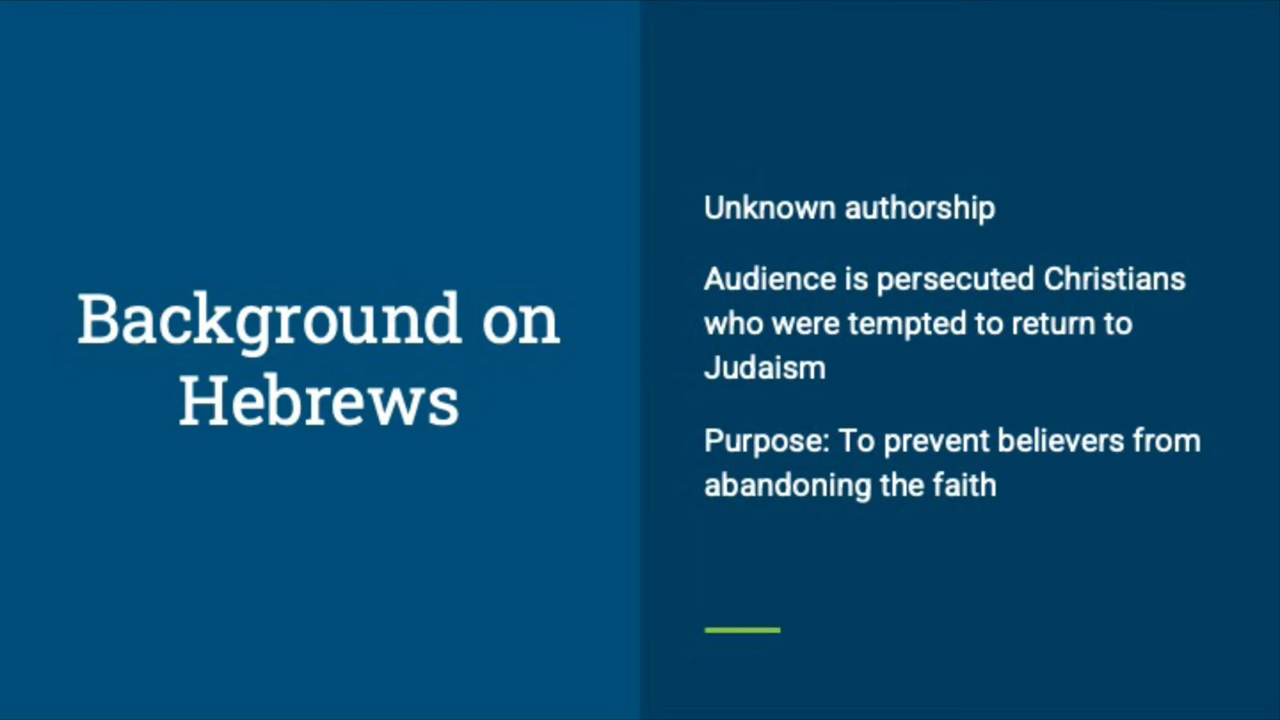 Background on
Hebrews
Unknown authorship
Audience is persecuted Christians
who were tempted to return to
Judaism
Purpose: To prevent believers from
abandoning the faith